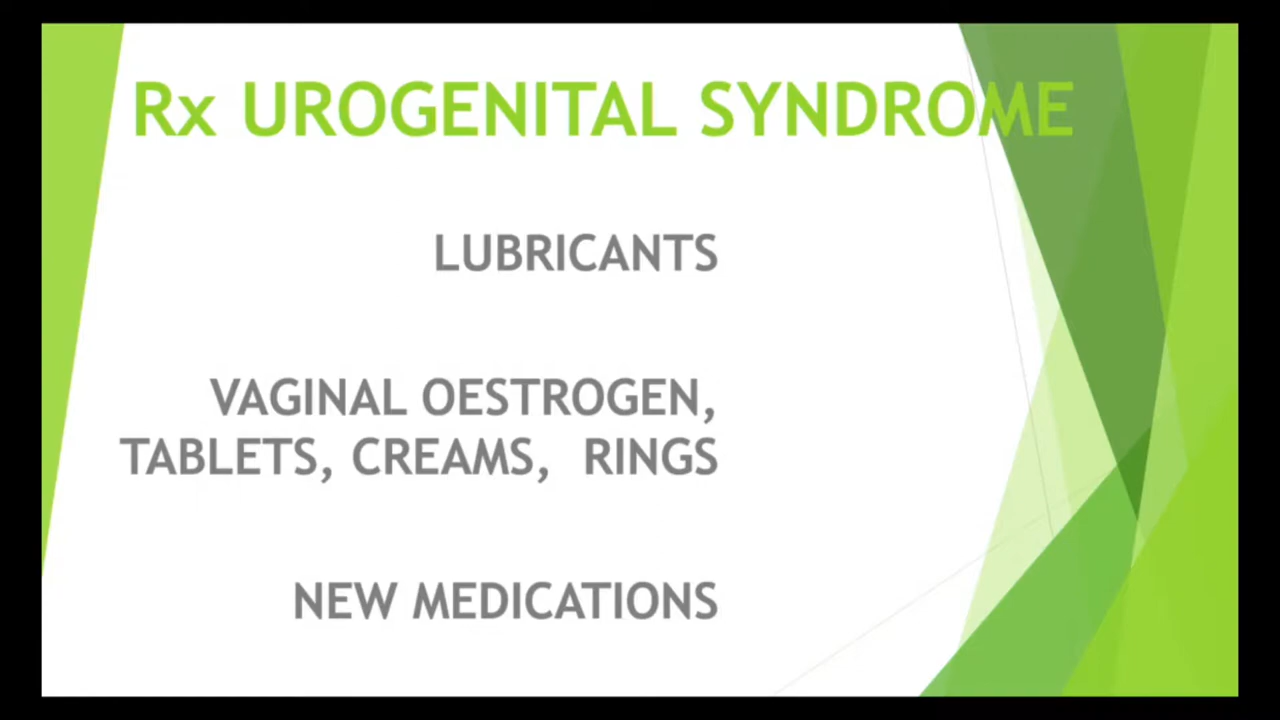 Rx UROGENITAL SYNDROME
LUBRICANTS
VAGINAL OESTROGEN,
TABLETS, CREAMS, RINGS
NEW MEDICATIONS